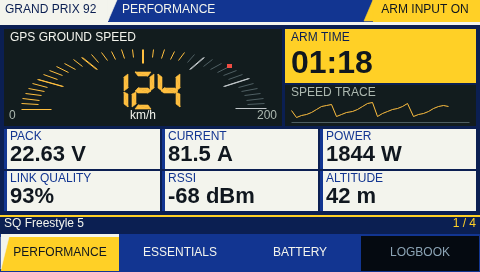 GRAND PRIX 92 PERFORMANCE ARM INPUT ON
GPS GROUND SPEED
124
km/h
0 200
ARM TIME
01:18
SPEED TRACE
PACK CURRENT POWER
22.63 V 81.5 A 1844 W
LINK QUALITY RSSI ALTITUDE
93% -68 dBm 42 m
SQ Freestyle 5 1 / 4
PERFORMANCE ESSENTIALS BATTERY LOGBOOK